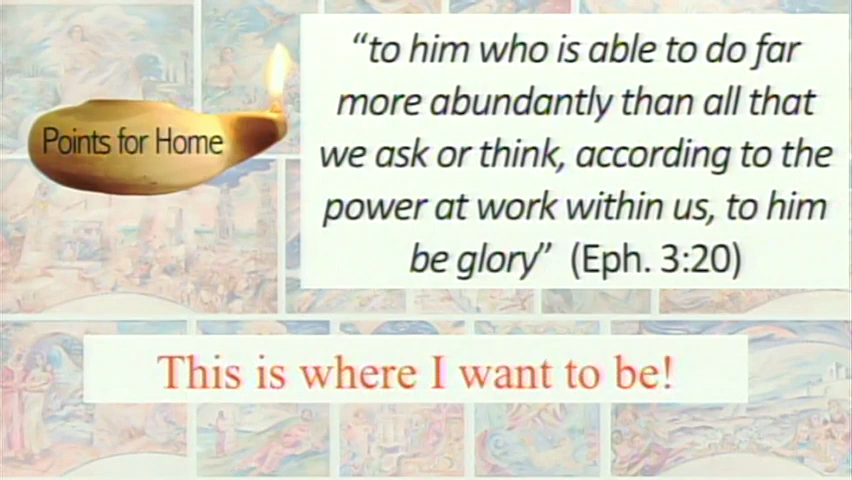 Points for Home
“to him who is able to do far
more abundantly than all that
we ask or think, according to the
power at work within us, to him
be glory” (Eph. 3:20)
This is where I want to be!